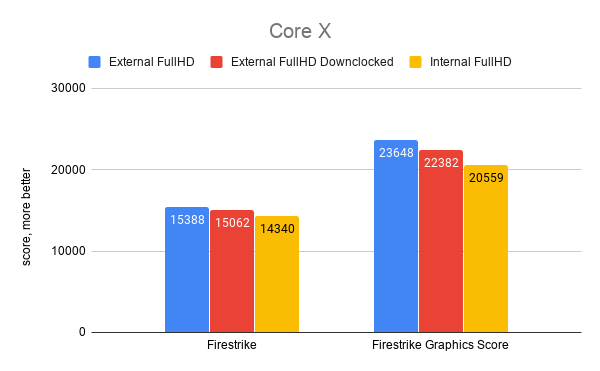 Core X
External FullHD External FullHD Downclocked Internal FullHD
30000
20000
10000
0
score, more better
15388 15062 14340
23648 22382 20559
Firestrike Firestrike Graphics Score